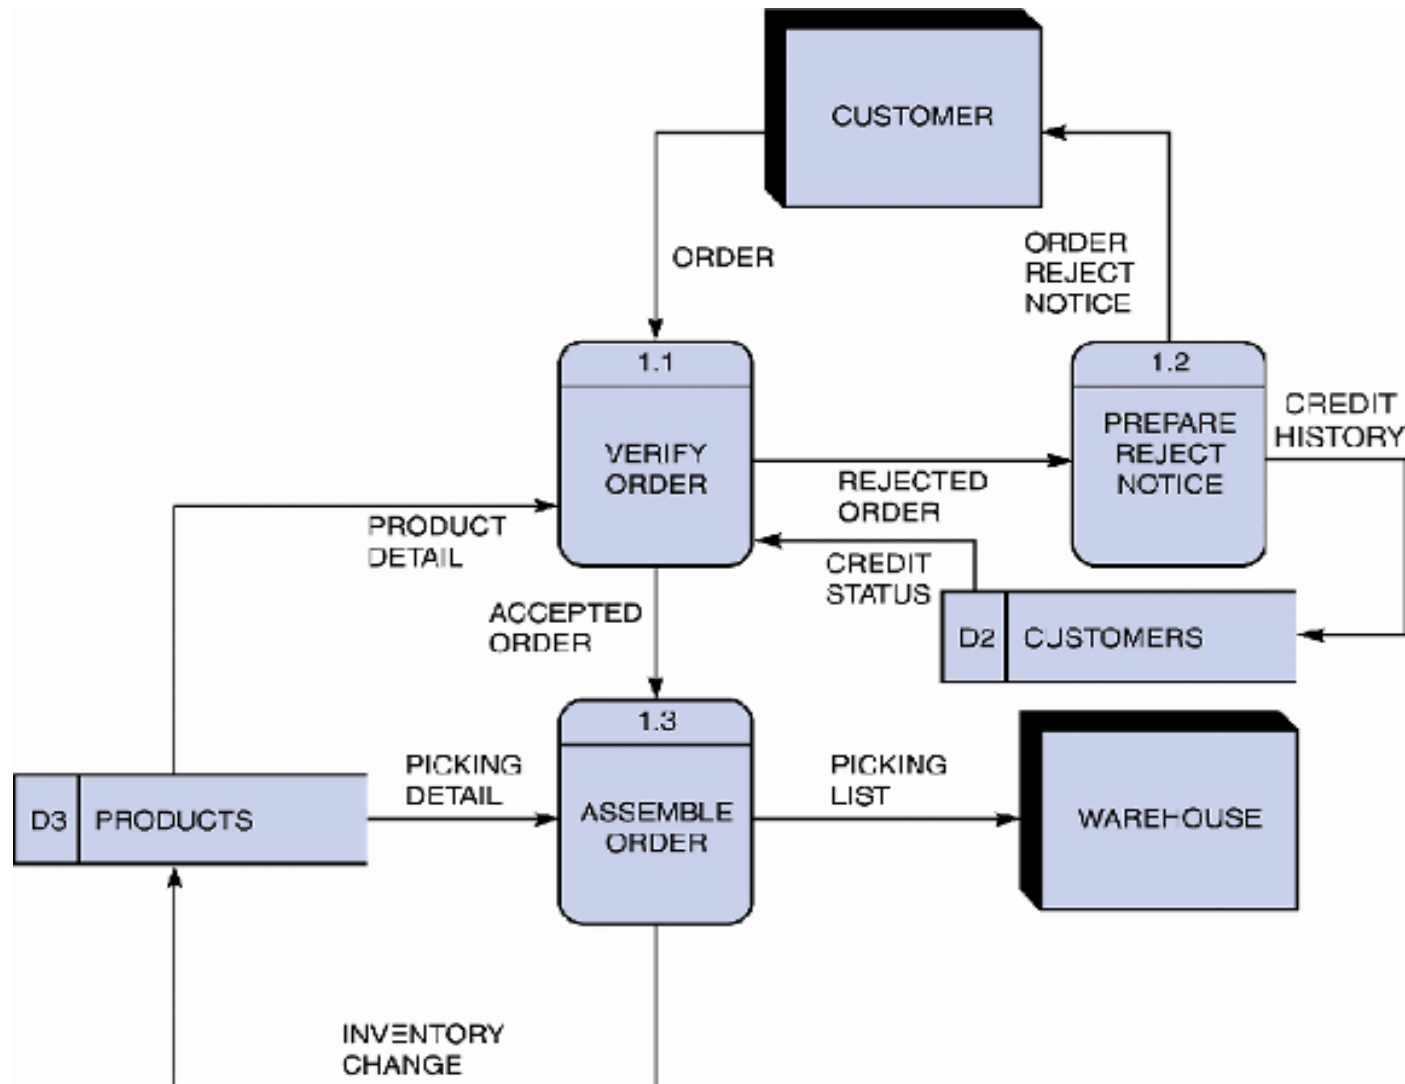 CUSTOMER
ORDER
ORDER
REJECT
NOTICE
1.1
VERIFY
ORDER
1.2
PREPARE
REJECT
NOTICE
CREDIT
HISTORY
REJECTED
ORDER
PRODUCT
DETAIL
CREDIT
STATUS
ACCEPTED
ORDER
D2 CUSTOMERS
1.3
ASSEMBLE
ORDER
PICKING
DETAIL
PICKING
LIST
D3 PRODUCTS
WAREHOUSE
INVENTORY
CHANGE